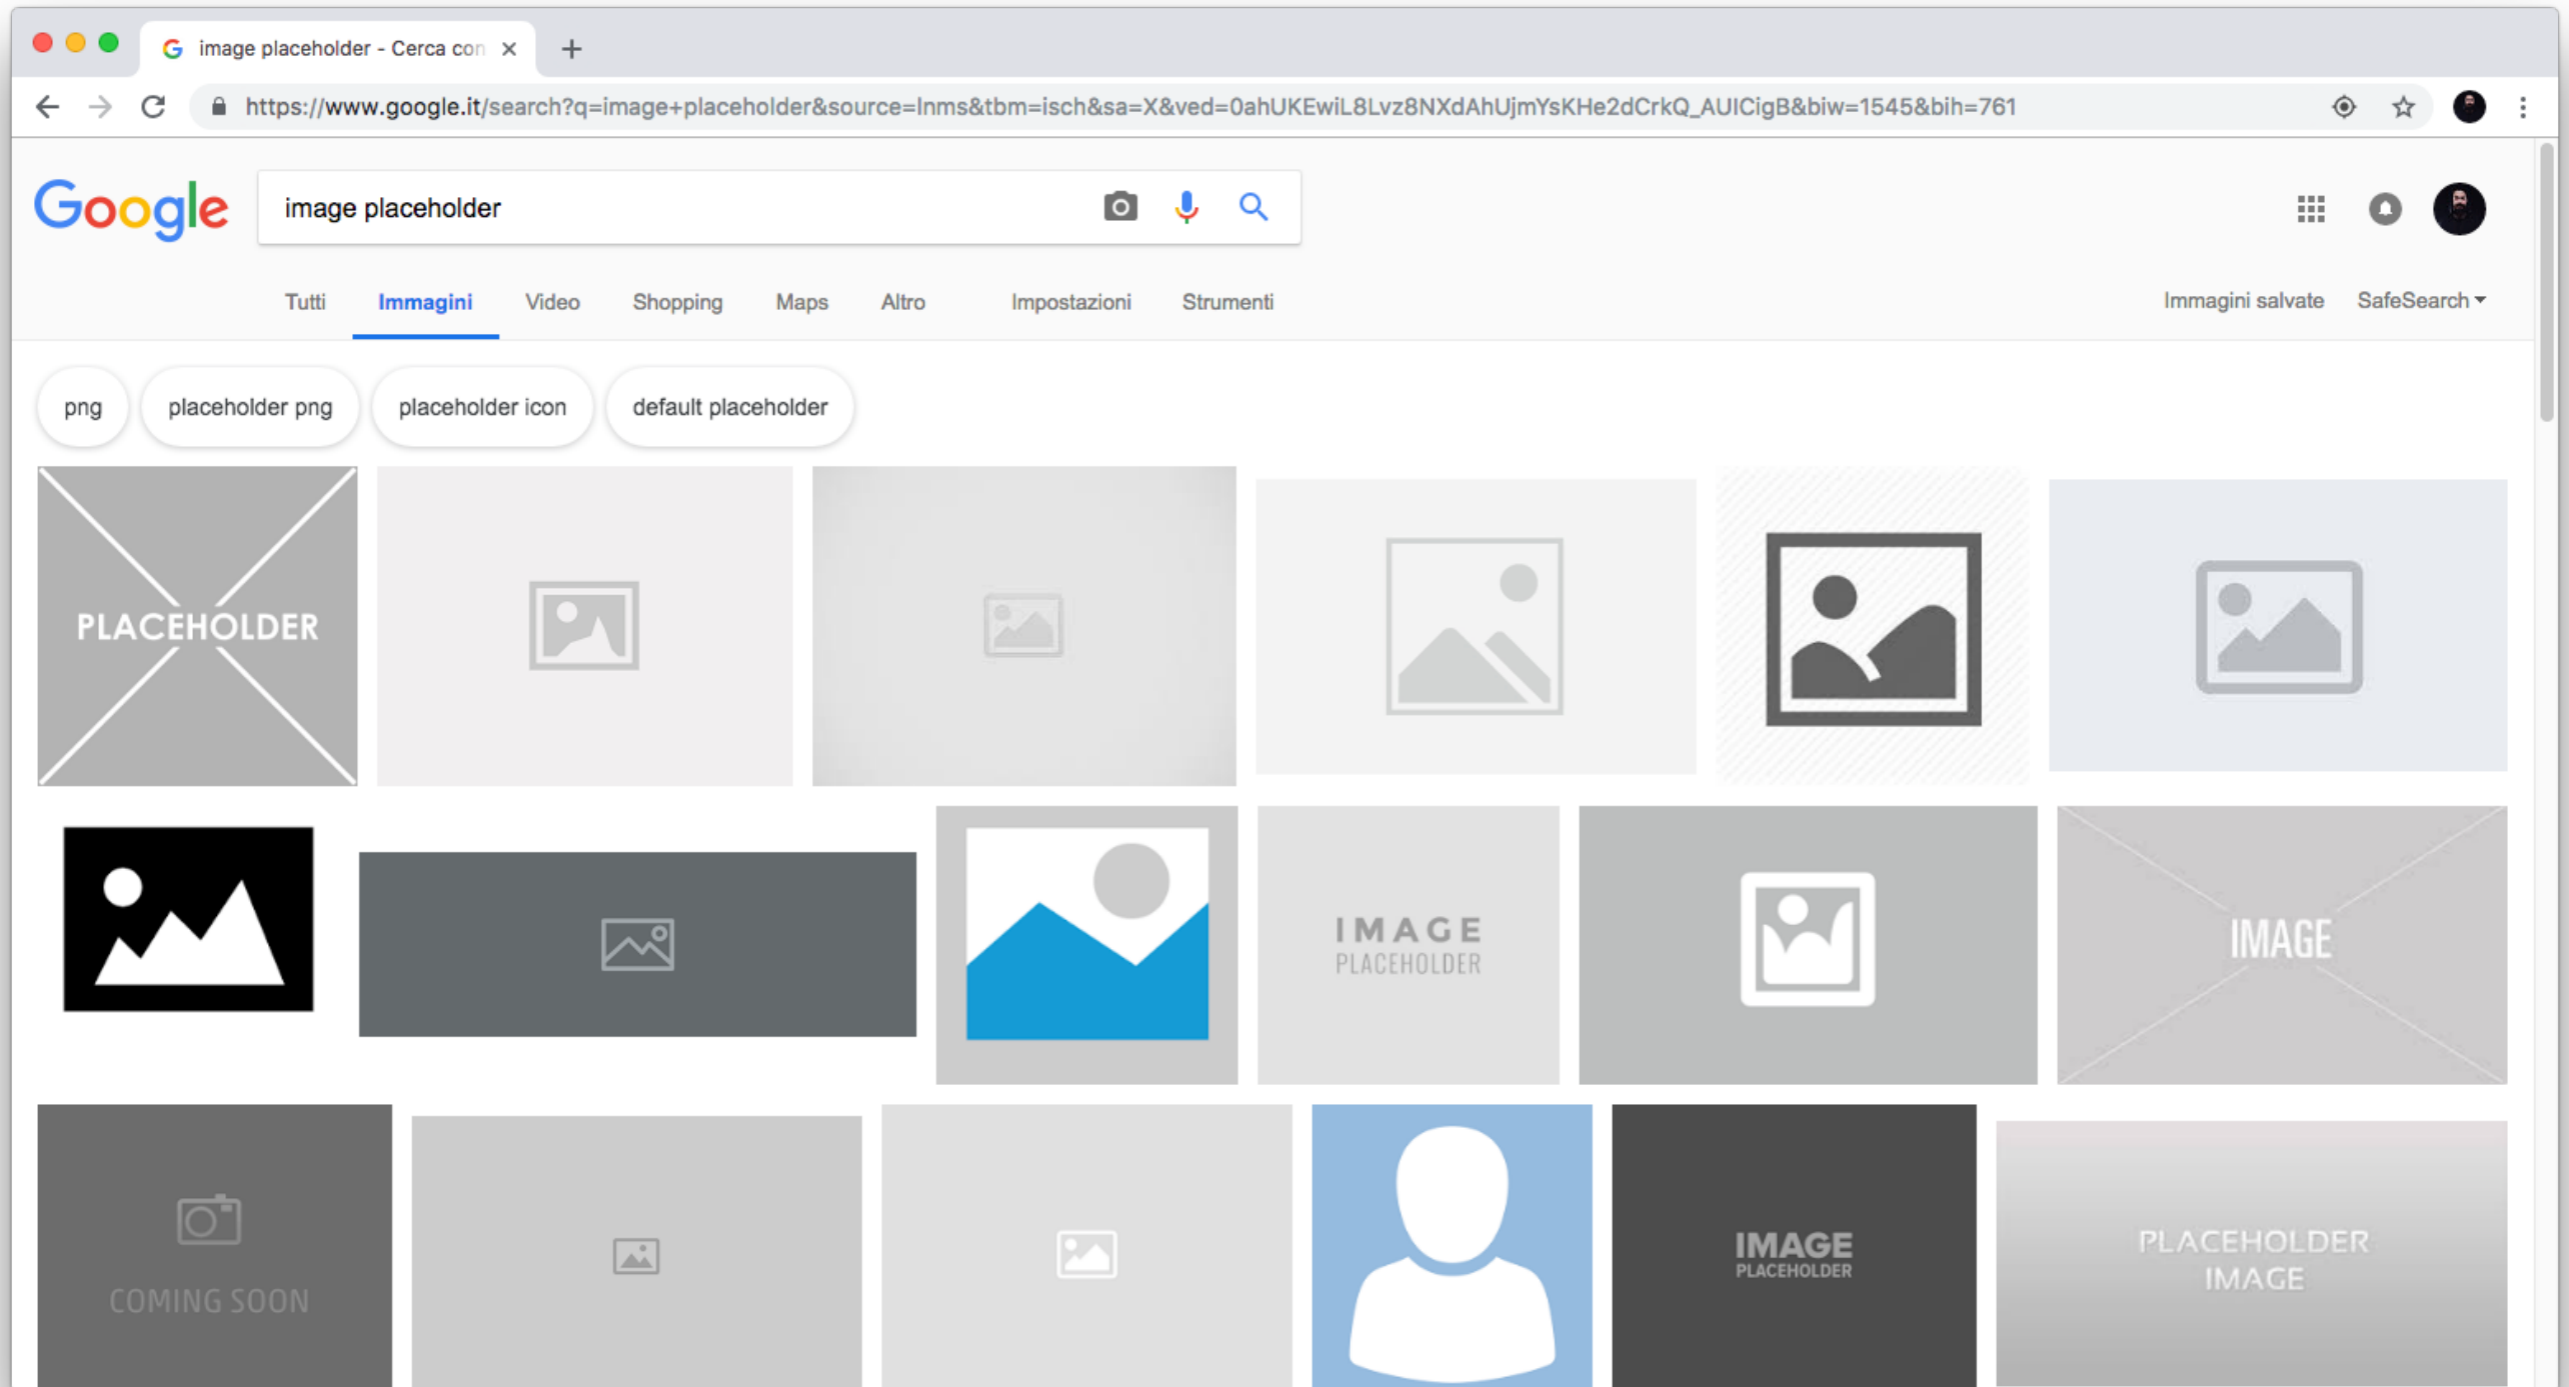 image placeholder - Cerca con
https://www.google.it/search?q=image+placeholder&source=lnms&tbm=isch&sa=X&ved=0ahUKEwiL8Lvz8NXdAhUjmYsKHe2dCrkQ_AUICigB&biw=1545&bih=761
Google
image placeholder
Tutti Immagini Video Shopping Maps Altro Impostazioni Strumenti Immagini salvate SafeSearch
png placeholder png placeholder icon default placeholder
PLACEHOLDER
IMAGE
PLACEHOLDER
IMAGE
COMING SOON
IMAGE
PLACEHOLDER
PLACEHOLDER
IMAGE